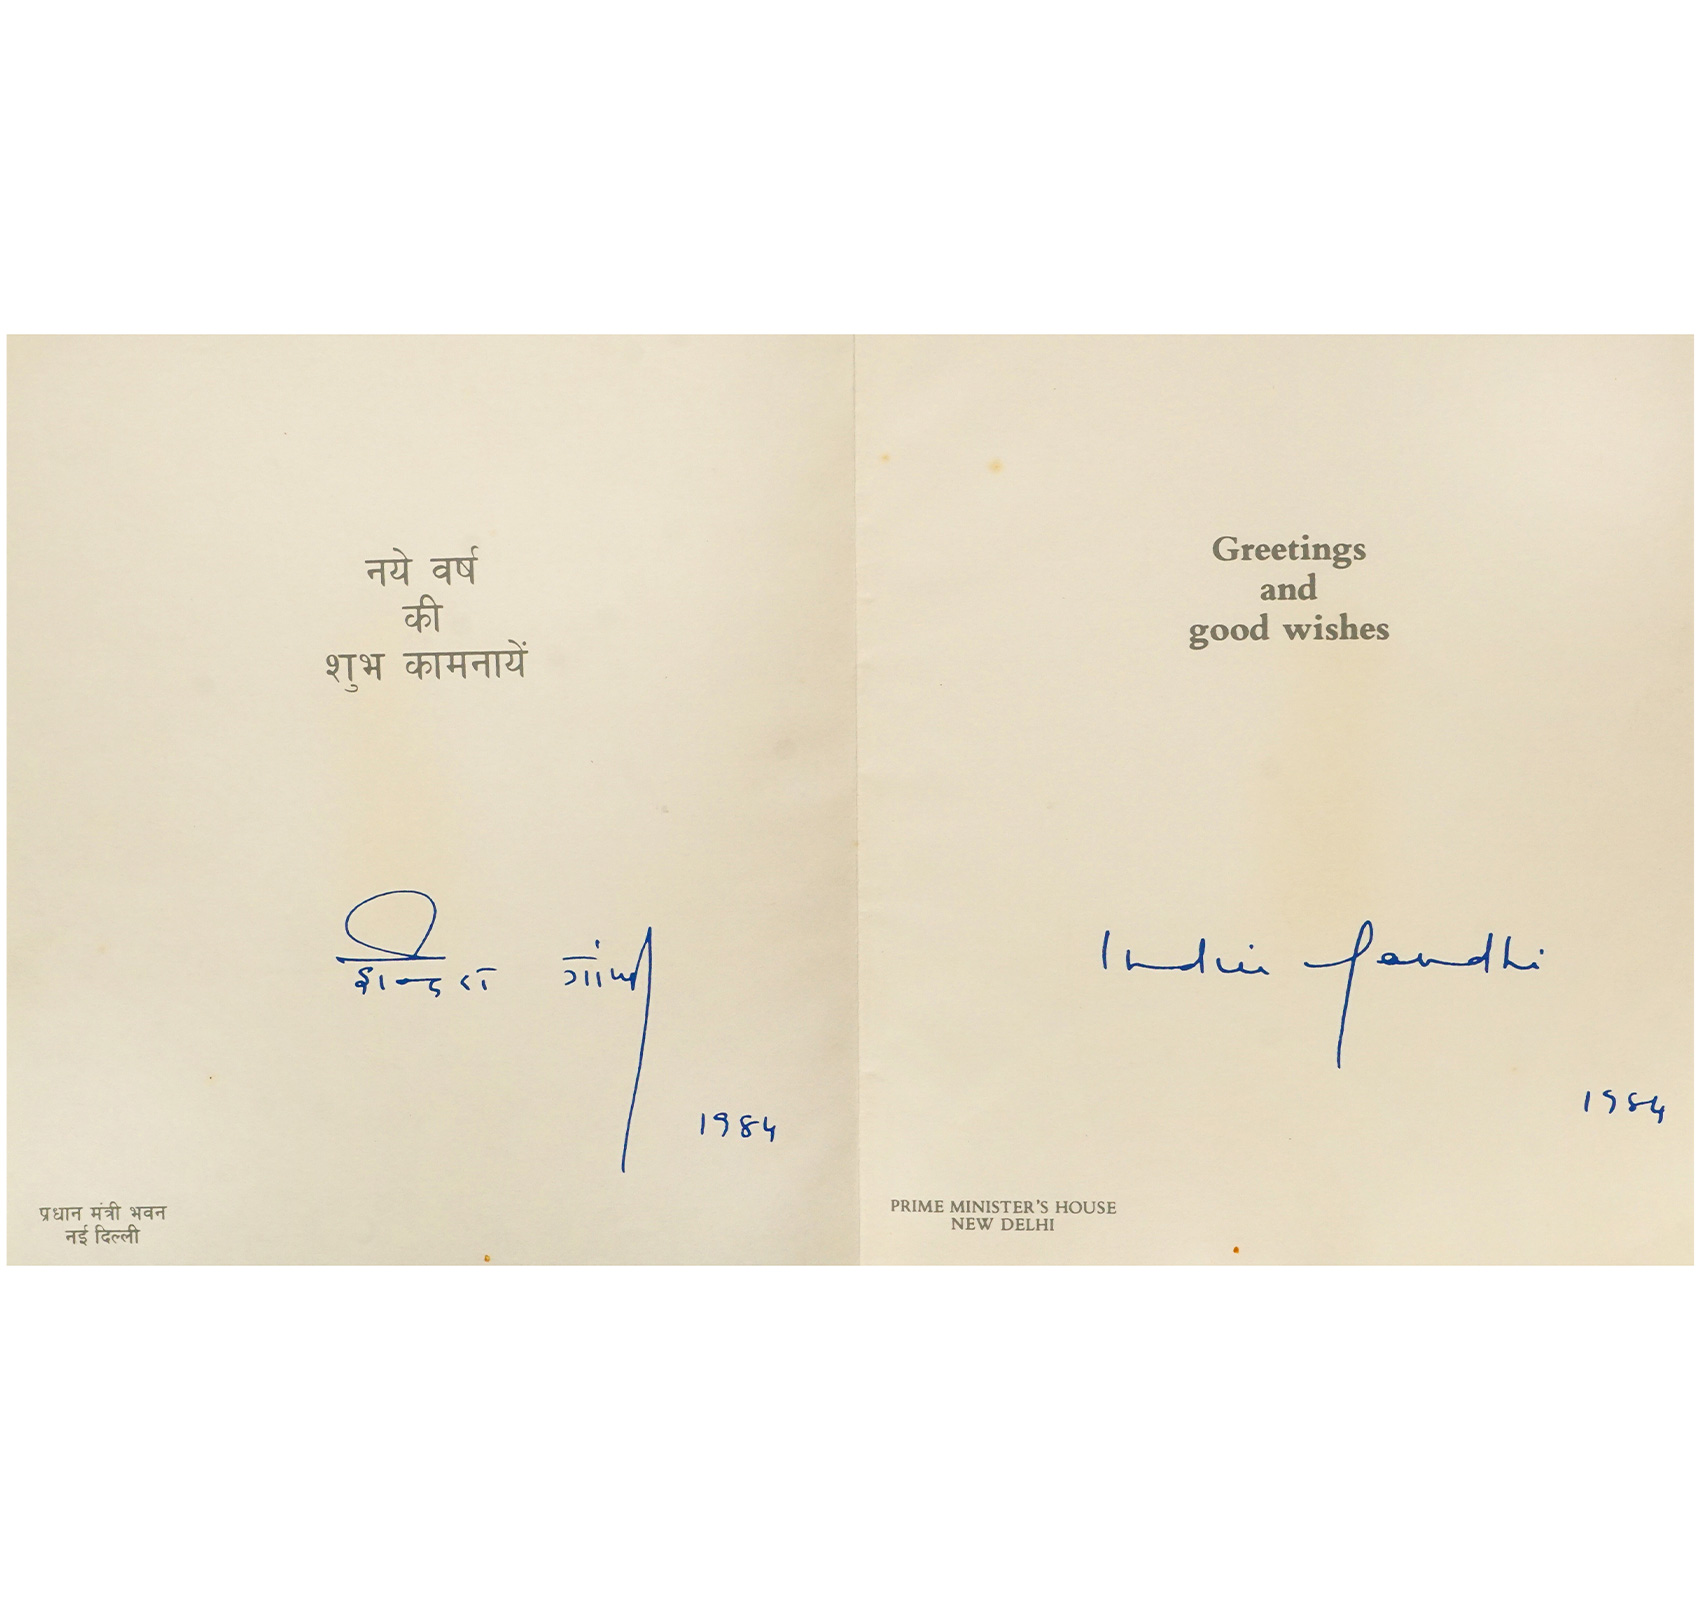 नये वर्ष
की
शुभ कामनायें
इन्दिरा गांधी
1984
प्रधान मंत्री भवन
नई दिल्ली
Greetings
and
good wishes
Indira Gandhi
1984
PRIME MINISTER'S HOUSE
NEW DELHI